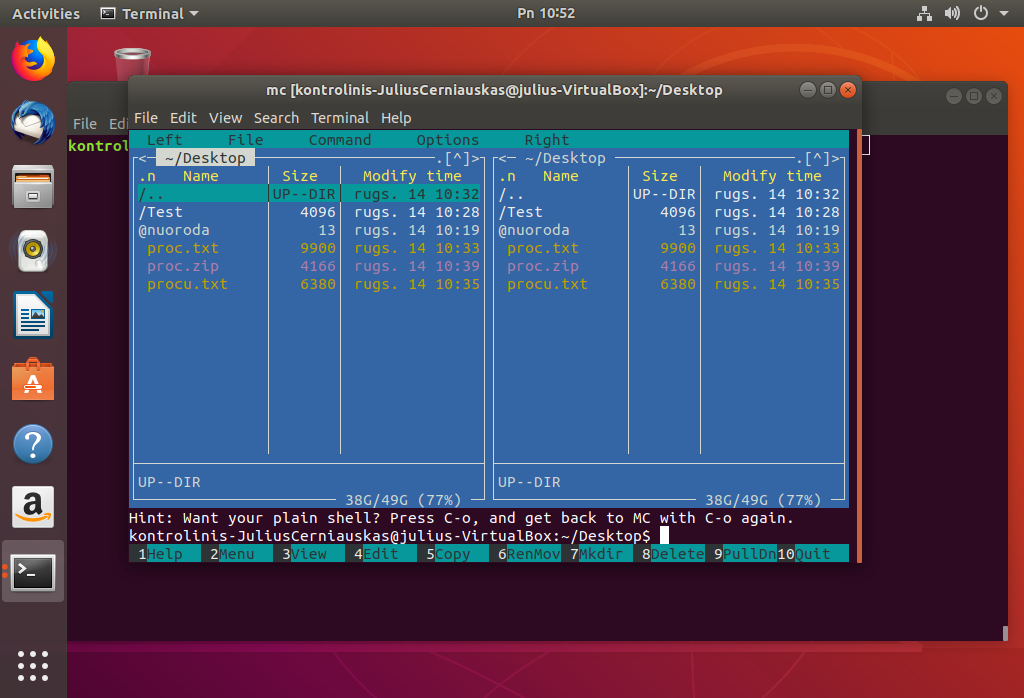 Activities Terminal Pn 10:52
mc [kontrolinis-JuliusCerniauskas@julius-VirtualBox]:~/Desktop
File Edit View Search Terminal Help
File Edi
kontrol
Left File Command Options Right
<─ ~/Desktop ─.[^]>
.n Name Size Modify time
/.. UP--DIR rugs. 14 10:32
/Test 4096 rugs. 14 10:28
@nuoroda 13 rugs. 14 10:19
proc.txt 9900 rugs. 14 10:33
proc.zip 4166 rugs. 14 10:39
procu.txt 6380 rugs. 14 10:35
UP--DIR
38G/49G (77%)
<─ ~/Desktop ─.[^]>
.n Name Size Modify time
/.. UP--DIR rugs. 14 10:32
/Test 4096 rugs. 14 10:28
@nuoroda 13 rugs. 14 10:19
proc.txt 9900 rugs. 14 10:33
proc.zip 4166 rugs. 14 10:39
procu.txt 6380 rugs. 14 10:35
UP--DIR
38G/49G (77%)
Hint: Want your plain shell? Press C-o, and get back to MC with C-o again.
kontrolinis-JuliusCerniauskas@julius-VirtualBox:~/Desktop$
1Help 2Menu 3View 4Edit 5Copy 6RenMov 7Mkdir 8Delete 9PullDn 10Quit